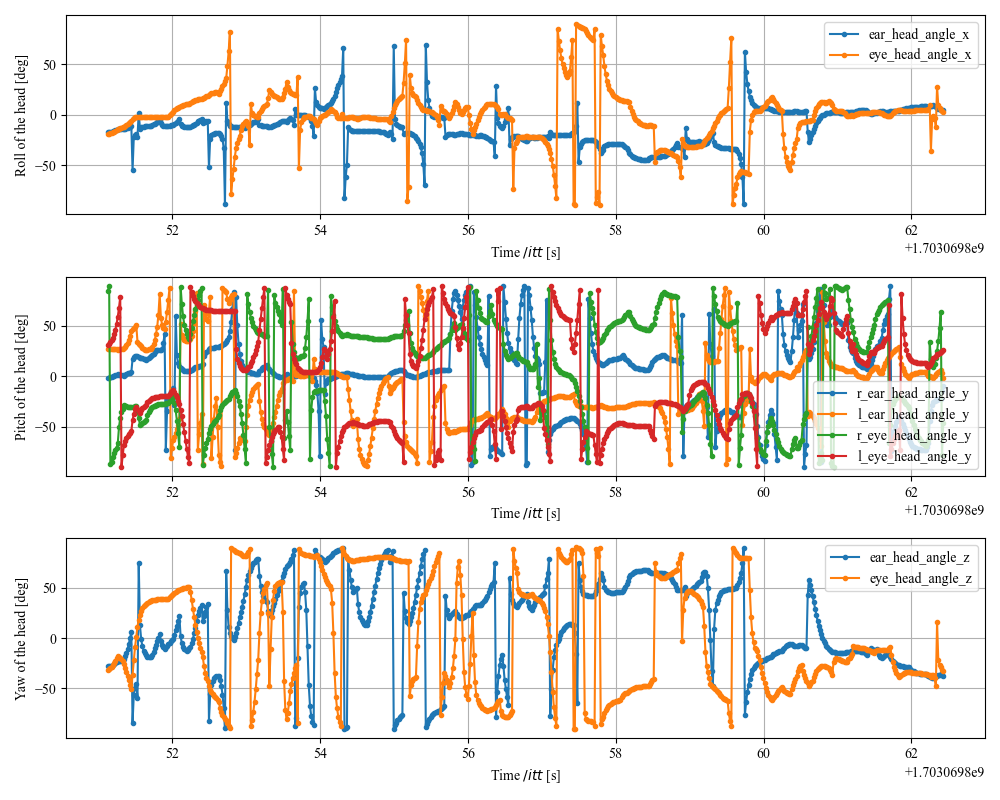 Roll of the head [deg]
50
0
−50
ear_head_angle_x
eye_head_angle_x
52 54 56 58 60 62
Time /itt [s]
+1.7030698e9
Pitch of the head [deg]
50
0
−50
r_ear_head_angle_y
l_ear_head_angle_y
r_eye_head_angle_y
l_eye_head_angle_y
52 54 56 58 60 62
Time /itt [s]
+1.7030698e9
Yaw of the head [deg]
50
0
−50
ear_head_angle_z
eye_head_angle_z
52 54 56 58 60 62
Time /itt [s]
+1.7030698e9